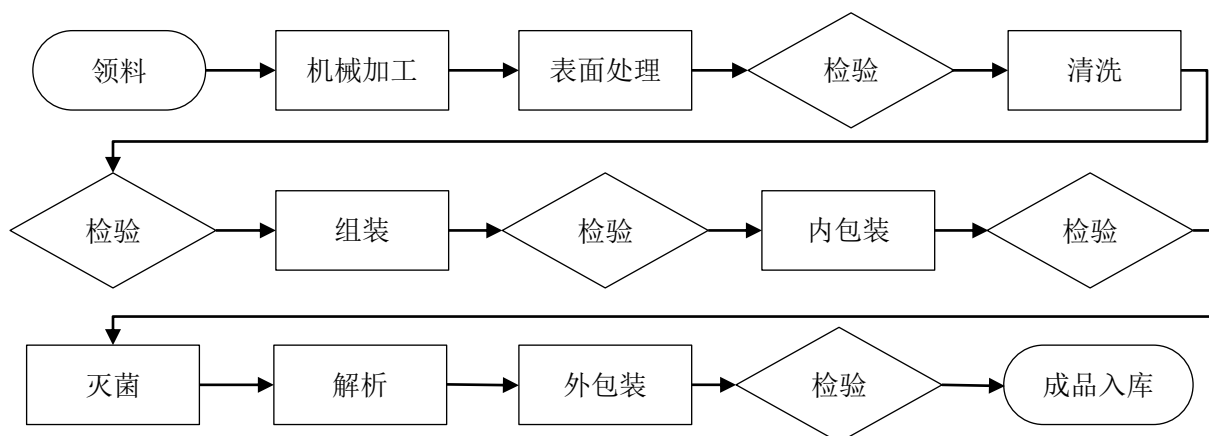 领料
机械加工
表面处理
检验
清洗
检验
组装
检验
内包装
检验
灭菌
解析
外包装
检验
成品入库